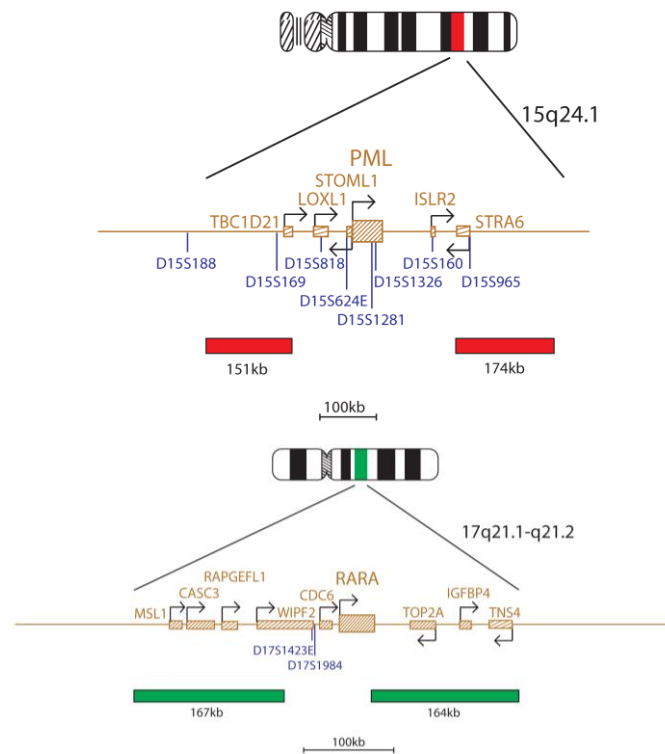 15q24.1
PML
STOML1
LOXL1
ISLR2
TBC1D21
STRA6
D15S188
D15S818
D15S160
D15S169
D15S1326
D15S965
D15S624E
D15S1281
151kb
174kb
100kb
17q21.1-q21.2
RARA
RAPGEFL1
CASC3
CDC6
IGFBP4
MSL1
WIPF2
TOP2A
TNS4
D17S1423E
D17S1984
167kb
164kb
100kb